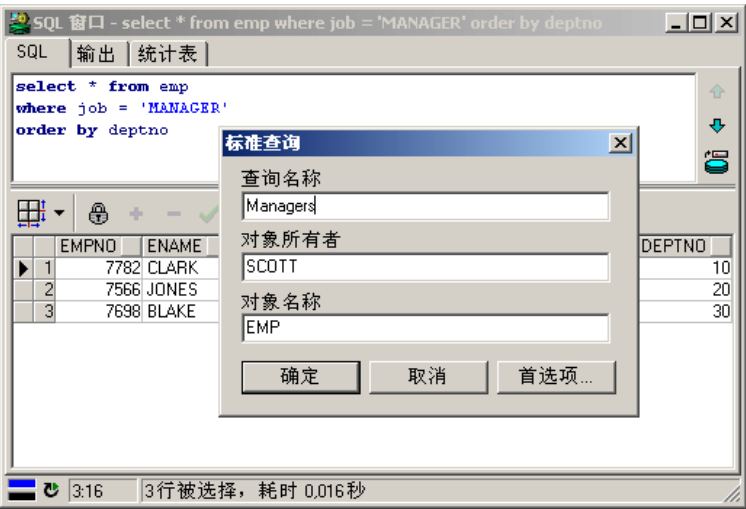 SQL 窗口 - select * from emp where job = 'MANAGER' order by deptno
SQL 输出 统计表
select * from emp
where job = 'MANAGER'
order by deptno
标准查询
查询名称
Managers
对象所有者
SCOTT
对象名称
EMP
确定 取消 首选项...
EMPNO ENAME DEPTNO
1 7782 CLARK 10
2 7566 JONES 20
3 7698 BLAKE 30
3:16 3行被选择，耗时 0.016秒